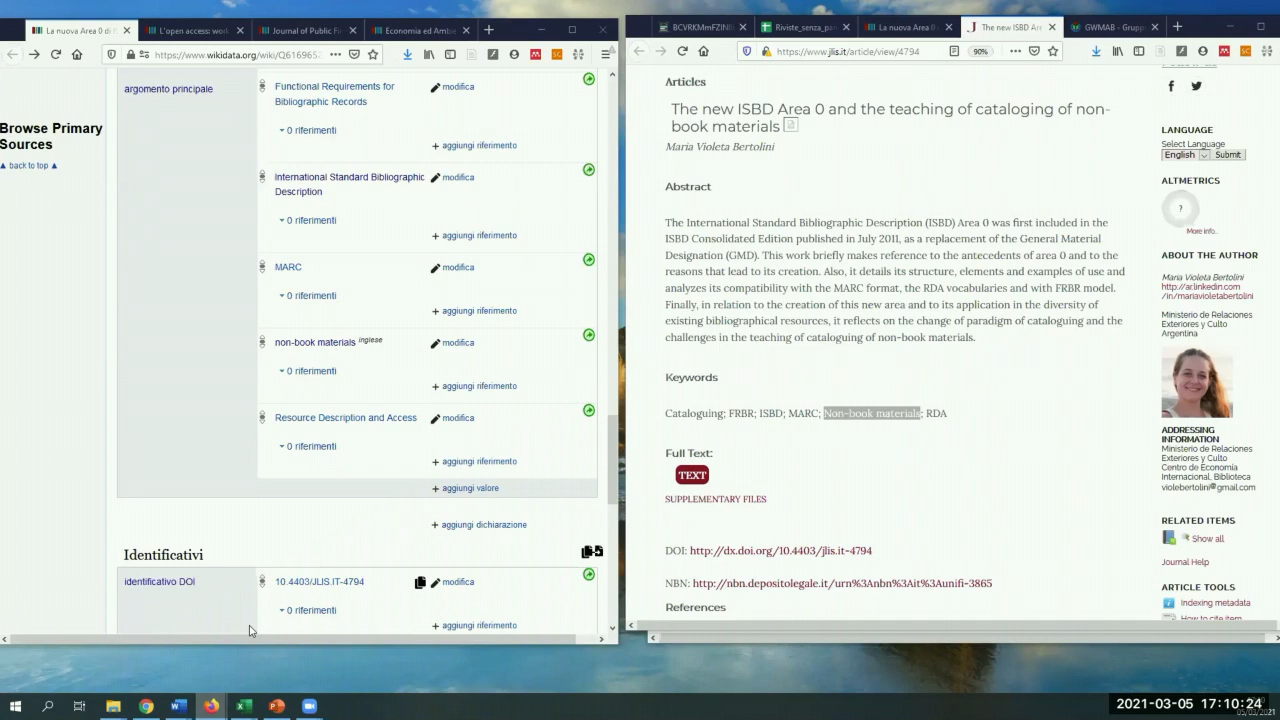 La nuova Area 0 di
L'open access: wor
Journal of Public Fi
Economia ed Ambi
https://www.wikidata.org/wiki/Q616965
argomento principale
Functional Requirements for
Bibliographic Records
modifica
0 riferimenti
+ aggiungi riferimento
Browse Primary
Sources
▲ back to top ▲
International Standard Bibliographic
Description
modifica
0 riferimenti
+ aggiungi riferimento
MARC
modifica
0 riferimenti
+ aggiungi riferimento
non-book materials inglese
modifica
0 riferimenti
+ aggiungi riferimento
Resource Description and Access
modifica
0 riferimenti
+ aggiungi riferimento
+ aggiungi valore
+ aggiungi dichiarazione
Identificativi
identificativo DOI
10.4403/JLIS.IT-4794
modifica
0 riferimenti
+ aggiungi riferimento
Riviste_senza_pa
La nuova Area 0
The new ISBD Are
GWMAB - Grupp
https://www.jlis.it/article/view/4794
90%
Articles
The new ISBD Area 0 and the teaching of cataloging of non-
book materials
Maria Violeta Bertolini
Abstract
The International Standard Bibliographic Description (ISBD) Area 0 was first included in the
ISBD Consolidated Edition published in July 2011, as a replacement of the General Material
Designation (GMD). This work briefly makes reference to the antecedents of area 0 and to the
reasons that lead to its creation. Also, it details its structure, elements and examples of use and
analyzes its compatibility with the MARC format, the RDA vocabularies and with FRBR model.
Finally, in relation to the creation of this new area and to its application in the diversity of
existing bibliographical resources, it reflects on the change of paradigm of cataloguing and the
challenges in the teaching of cataloguing of non-book materials.
Keywords
Cataloguing; FRBR; ISBD; MARC; Non-book materials; RDA
Full Text:
TEXT
SUPPLEMENTARY FILES
DOI: http://dx.doi.org/10.4403/jlis.it-4794
NBN: http://nbn.depositolegale.it/urn%3Anbn%3Ait%3Aunifi-3865
References
LANGUAGE
Select Language
English
Submit
ALTMETRICS
?
More info..
ABOUT THE AUTHOR
Maria Violeta Bertolini
http://ar.linkedin.com
/in/mariavioletabertolini
Ministerio de Relaciones
Exteriores y Culto
Argentina
ADDRESSING
INFORMATION
Ministerio de Relaciones
Exteriores y Culto
Centro de Economía
Internacional, Biblioteca
violebertolini@gmail.com
RELATED ITEMS
Show all
Journal Help
ARTICLE TOOLS
Indexing metadata
How to cite item
2021-03-05 17:10:24